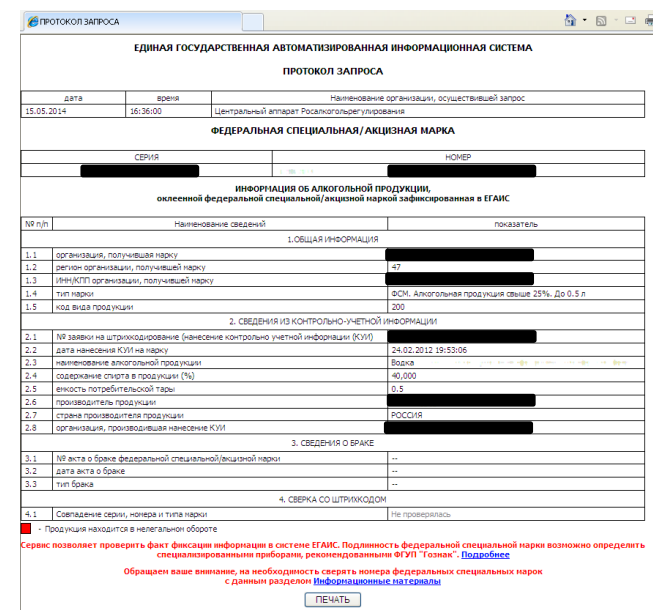 ПРОТОКОЛ ЗАПРОСА
ЕДИНАЯ ГОСУДАРСТВЕННАЯ АВТОМАТИЗИРОВАННАЯ ИНФОРМАЦИОННАЯ СИСТЕМА
ПРОТОКОЛ ЗАПРОСА
дата время Наименование организации, осуществившей запрос
15.05.2014 16:36:00 Центральный аппарат Росалкогольрегулирования
ФЕДЕРАЛЬНАЯ СПЕЦИАЛЬНАЯ/АКЦИЗНАЯ МАРКА
СЕРИЯ НОМЕР
ИНФОРМАЦИЯ ОБ АЛКОГОЛЬНОЙ ПРОДУКЦИИ,
оклеенной федеральной специальной/акцизной маркой зафиксированная в ЕГАИС
№ п/п Наименование сведений показатель
1.ОБЩАЯ ИНФОРМАЦИЯ
1.1 организация, получившая марку
1.2 регион организации, получившей марку 47
1.3 ИНН/КПП организации, получившей марку
1.4 тип марки ФСМ. Алкогольная продукция свыше 25%. До 0.5 л
1.5 код вида продукции 200
2. СВЕДЕНИЯ ИЗ КОНТРОЛЬНО-УЧЕТНОЙ ИНФОРМАЦИИ
2.1 № заявки на штрихкодирование (нанесение контрольно учетной информации (КУИ)
2.2 дата нанесения КУИ на марку 24.02.2012 19:53:06
2.3 наименование алкогольной продукции Водка
2.4 содержание спирта в продукции (%) 40,000
2.5 емкость потребительской тары 0.5
2.6 производитель продукции
2.7 страна производителя продукции РОССИЯ
2.8 организация, производившая нанесение КУИ
3. СВЕДЕНИЯ О БРАКЕ
3.1 № акта о браке федеральной специальной/акцизной марки --
3.2 дата акта о браке --
3.3 тип брака --
4. СВЕРКА СО ШТРИХКОДОМ
4.1 Совпадение серии, номера и типа марки Не проверялась
- Продукция находится в нелегальном обороте
Сервис позволяет проверить факт фиксации информации в системе ЕГАИС. Подлинность федеральной специальной марки возможно определить
специализированными приборами, рекомендованными ФГУП "Гознак". Подробнее
Обращаем ваше внимание, на необходимость сверять номера федеральных специальных марок
с данным разделом Информационные материалы
ПЕЧАТЬ